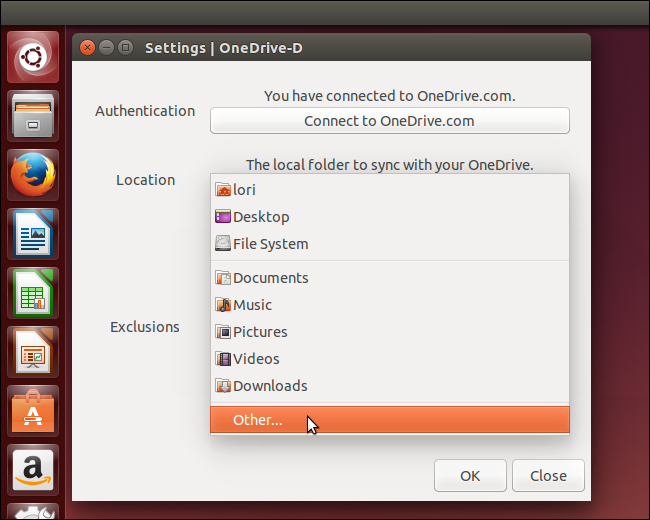 Settings | OneDrive-D
Authentication
You have connected to OneDrive.com.
Connect to OneDrive.com
Location
The local folder to sync with your OneDrive.
lori
Desktop
File System
Documents
Music
Exclusions
Pictures
Videos
Downloads
Other...
OK
Close